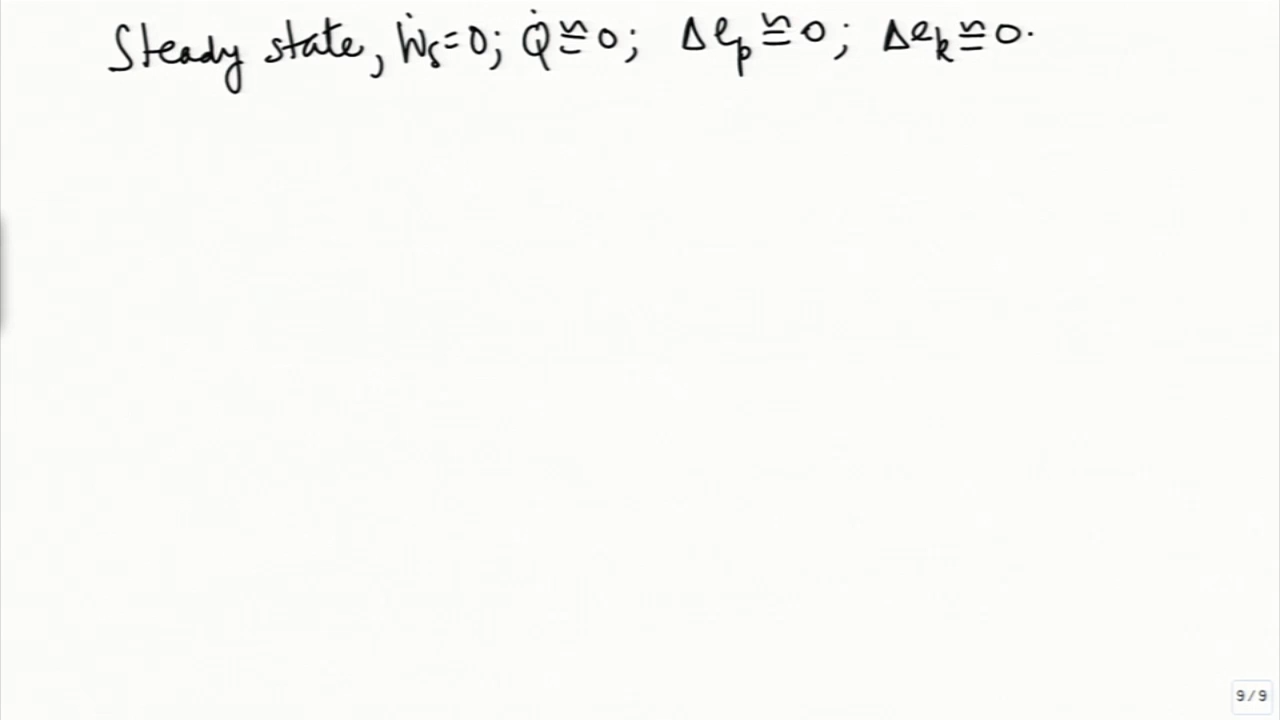 Steady state, Ẇs=0; Q̇≅0; Δep≅0; Δek≅0.
9/9